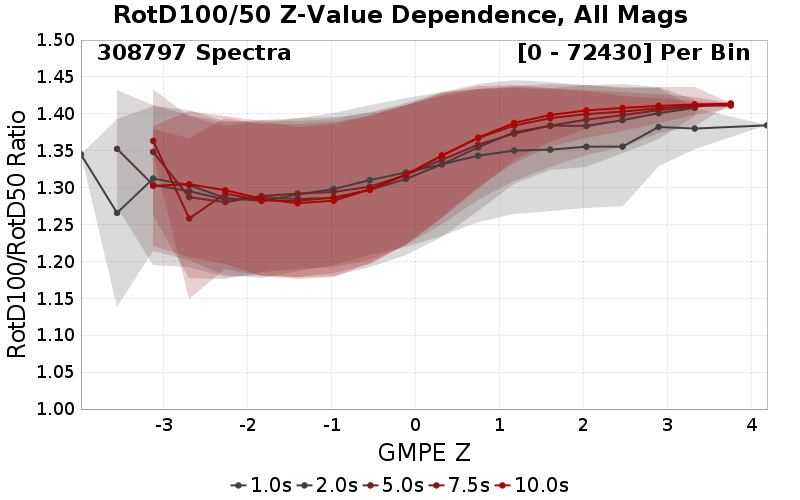 RotD100/50 Z-Value Dependence, All Mags
308797 Spectra
[0 - 72430] Per Bin
RotD100/RotD50 Ratio
1.50
1.45
1.40
1.35
1.30
1.25
1.20
1.15
1.10
1.05
1.00
-3 -2 -1 0 1 2 3 4
GMPE Z
1.0s 2.0s 5.0s 7.5s 10.0s